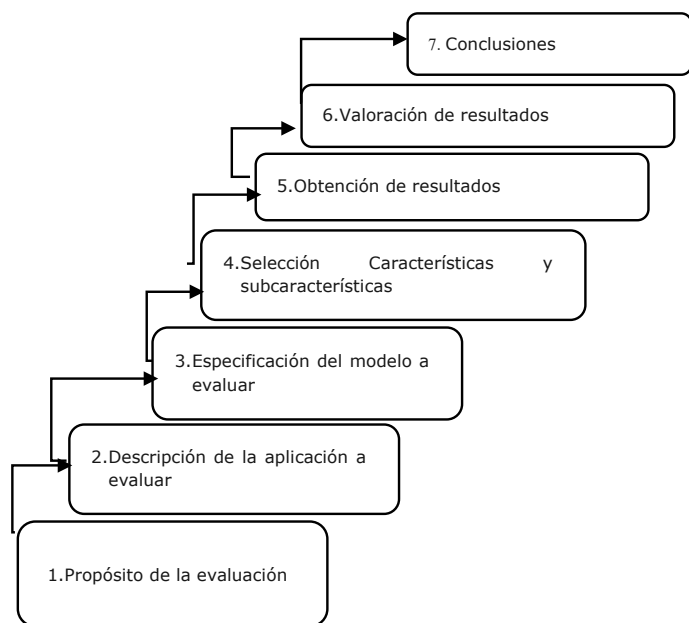 7. Conclusiones
6.Valoración de resultados
5.Obtención de resultados
4.Selección Características y
subcaracterísticas
3.Especificación del modelo a
evaluar
2.Descripción de la aplicación a
evaluar
1.Propósito de la evaluación